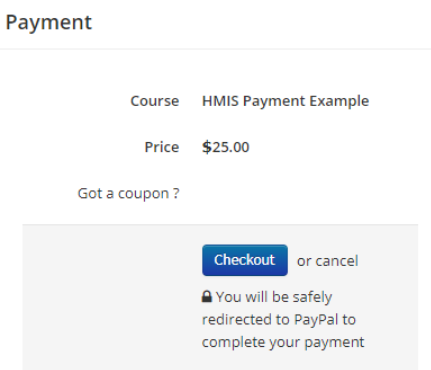 Payment
Course HMIS Payment Example
Price $25.00
Got a coupon ?
Checkout or cancel
You will be safely
redirected to PayPal to
complete your payment